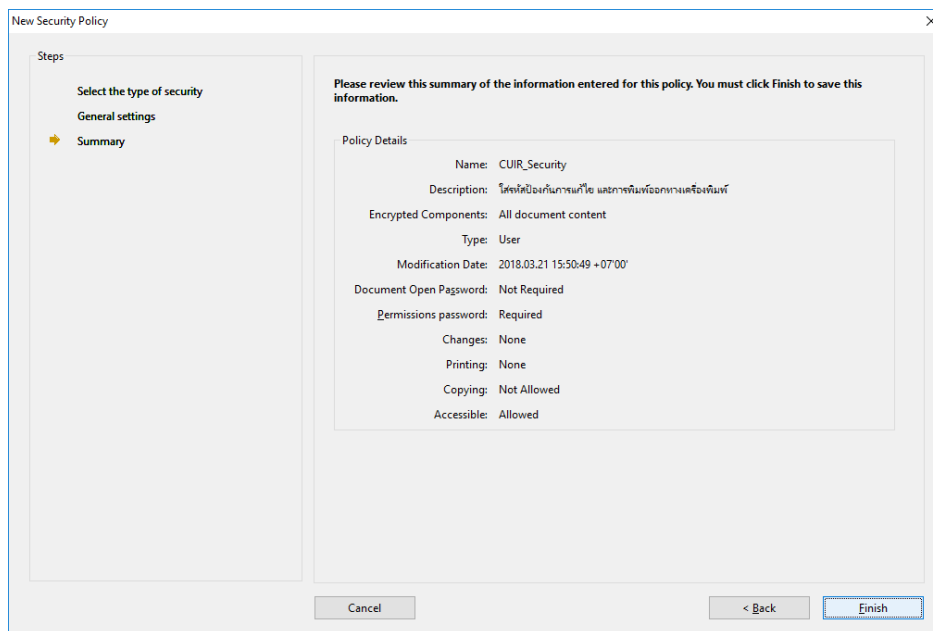 New Security Policy
Steps
Select the type of security
General settings
Summary
Please review this summary of the information entered for this policy. You must click Finish to save this
information.
Policy Details
Name: CUIR_Security
Description: ใส่รหัสป้องกันการแก้ไข และการพิมพ์ออกทางเครื่องพิมพ์
Encrypted Components: All document content
Type: User
Modification Date: 2018.03.21 15:50:49 +07'00'
Document Open Password: Not Required
Permissions password: Required
Changes: None
Printing: None
Copying: Not Allowed
Accessible: Allowed
Cancel
< Back
Finish